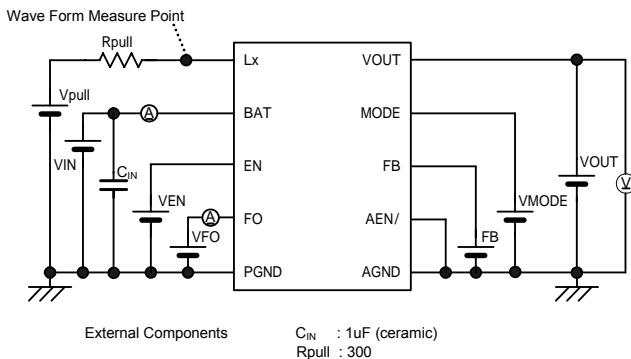 Wave Form Measure Point
Rpull
Vpull
Lx
VOUT
A
BAT
MODE
VIN
CIN
EN
FB
VOUT
V
VEN
VMODE
A
FO
AEN/
VFO
FB
PGND
AGND
External Components
CIN : 1uF (ceramic)
Rpull : 300